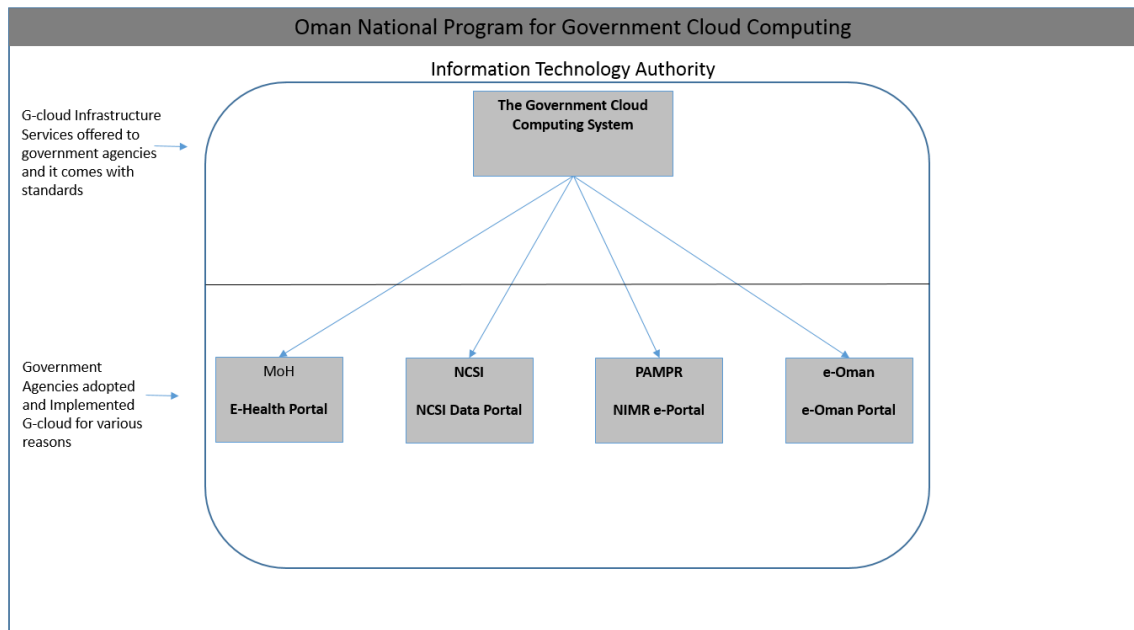 Oman National Program for Government Cloud Computing
Information Technology Authority
G-cloud Infrastructure
Services offered to
government agencies
and it comes with
standards
The Government Cloud
Computing System
Government
Agencies adopted
and Implemented
G-cloud for various
reasons
MoH
E-Health Portal
NCSI
NCSI Data Portal
PAMPR
NIMR e-Portal
e-Oman
e-Oman Portal